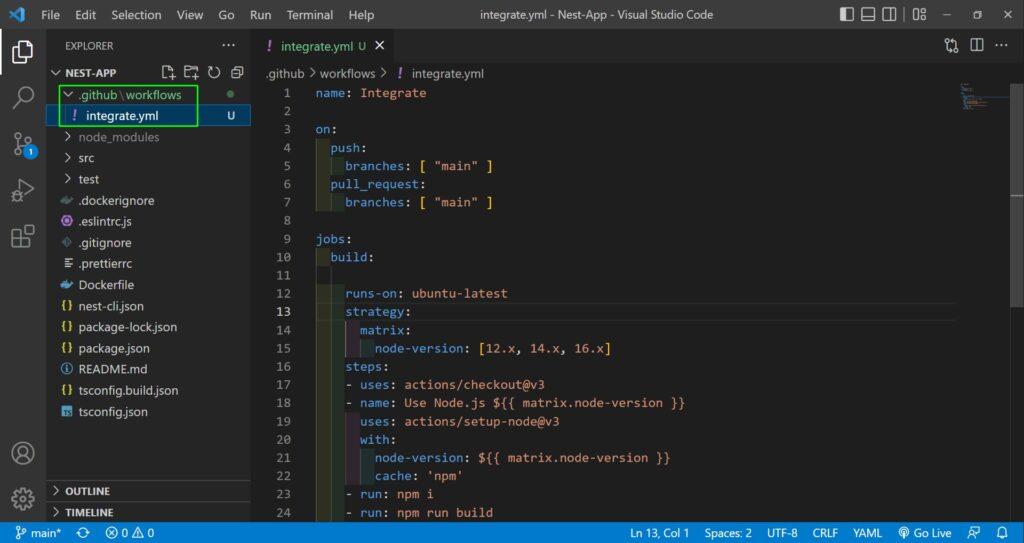 File Edit Selection View Go Run Terminal Help integrate.yml - Nest-App - Visual Studio Code
EXPLORER
NEST-APP
.github\workflows
! integrate.yml U
node_modules
src
test
.dockerignore
.eslintrc.js
.gitignore
.prettierrc
Dockerfile
{} nest-cli.json
{} package-lock.json
{} package.json
README.md
{} tsconfig.build.json
TS tsconfig.json
OUTLINE
TIMELINE
1
! integrate.yml U
.github > workflows > ! integrate.yml
1 name: Integrate
2
3 on:
4 push:
5 branches: [ "main" ]
6 pull_request:
7 branches: [ "main" ]
8
9 jobs:
10 build:
11
12 runs-on: ubuntu-latest
13 strategy:
14 matrix:
15 node-version: [12.x, 14.x, 16.x]
16 steps:
17 - uses: actions/checkout@v3
18 - name: Use Node.js ${{ matrix.node-version }}
19 uses: actions/setup-node@v3
20 with:
21 node-version: ${{ matrix.node-version }}
22 cache: 'npm'
23 - run: npm i
24 - run: npm run build
main* 0 0 Ln 13, Col 1 Spaces: 2 UTF-8 CRLF YAML Go Live